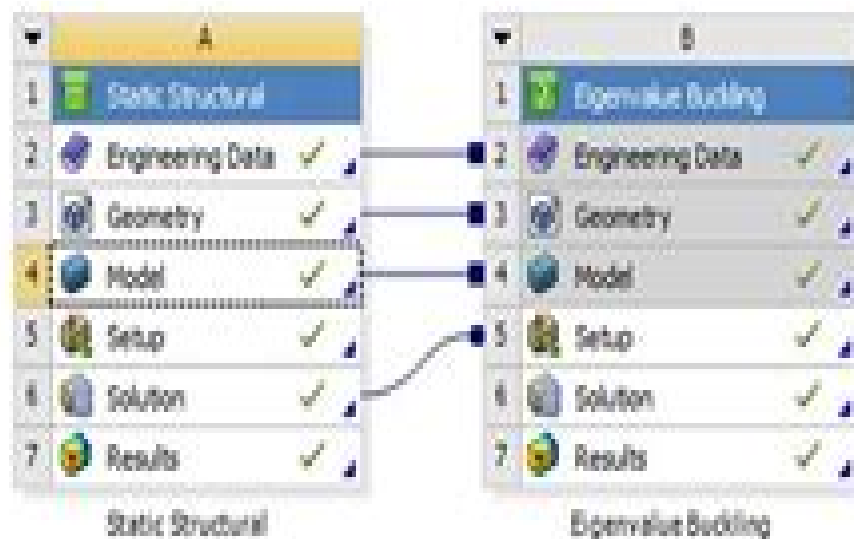 A
1 Static Structural
2 Engineering Data
3 Geometry
4 Model
5 Setup
6 Solution
7 Results
Static Structural
B
1 Eigenvalue Buckling
2 Engineering Data
3 Geometry
4 Model
5 Setup
6 Solution
7 Results
Eigenvalue Buckling